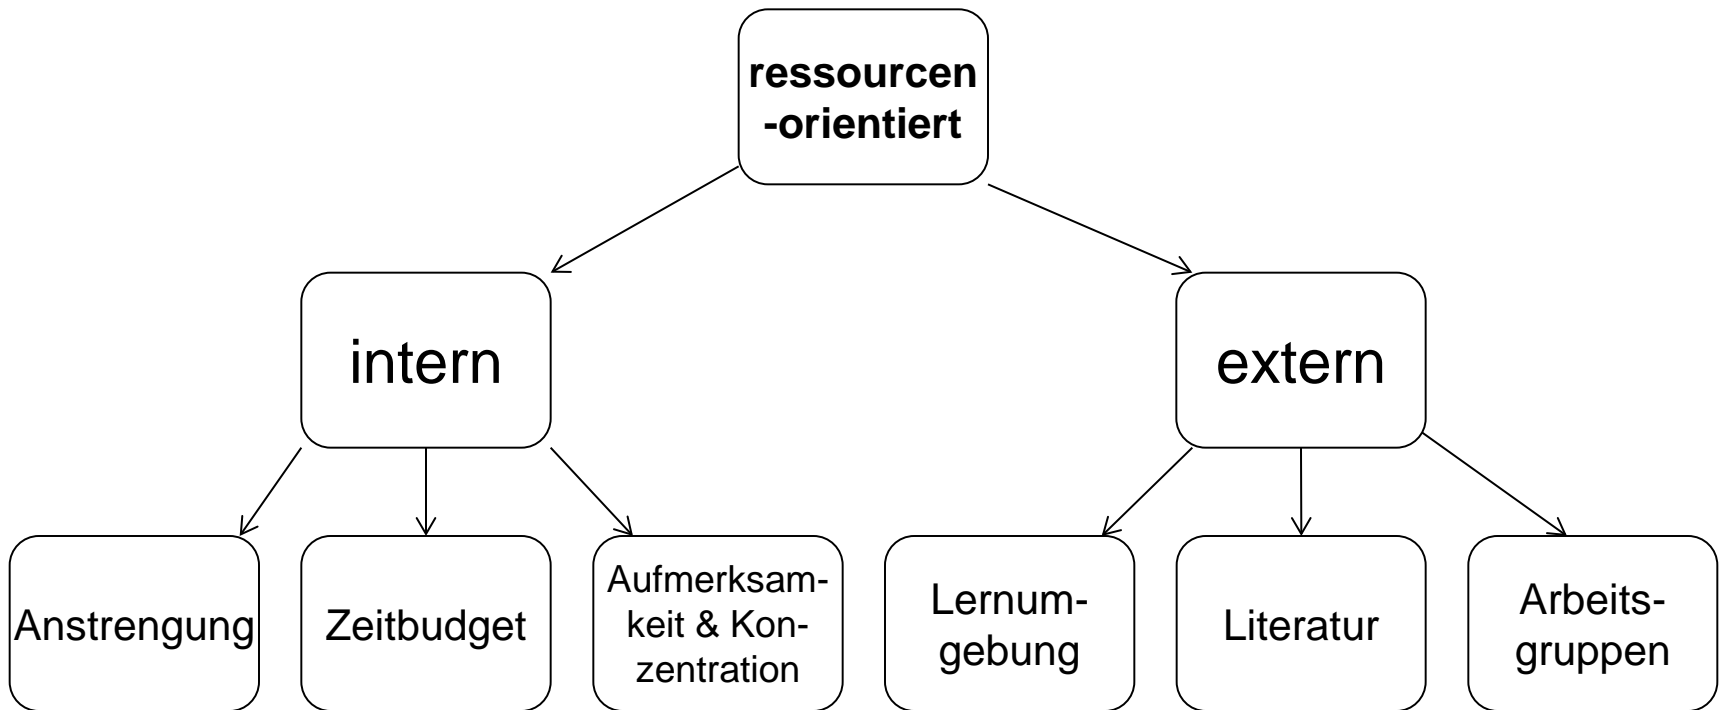 ressourcen
-orientiert
intern
extern
Anstrengung
Zeitbudget
Aufmerksam-
keit & Kon-
zentration
Lernum-
gebung
Literatur
Arbeits-
gruppen